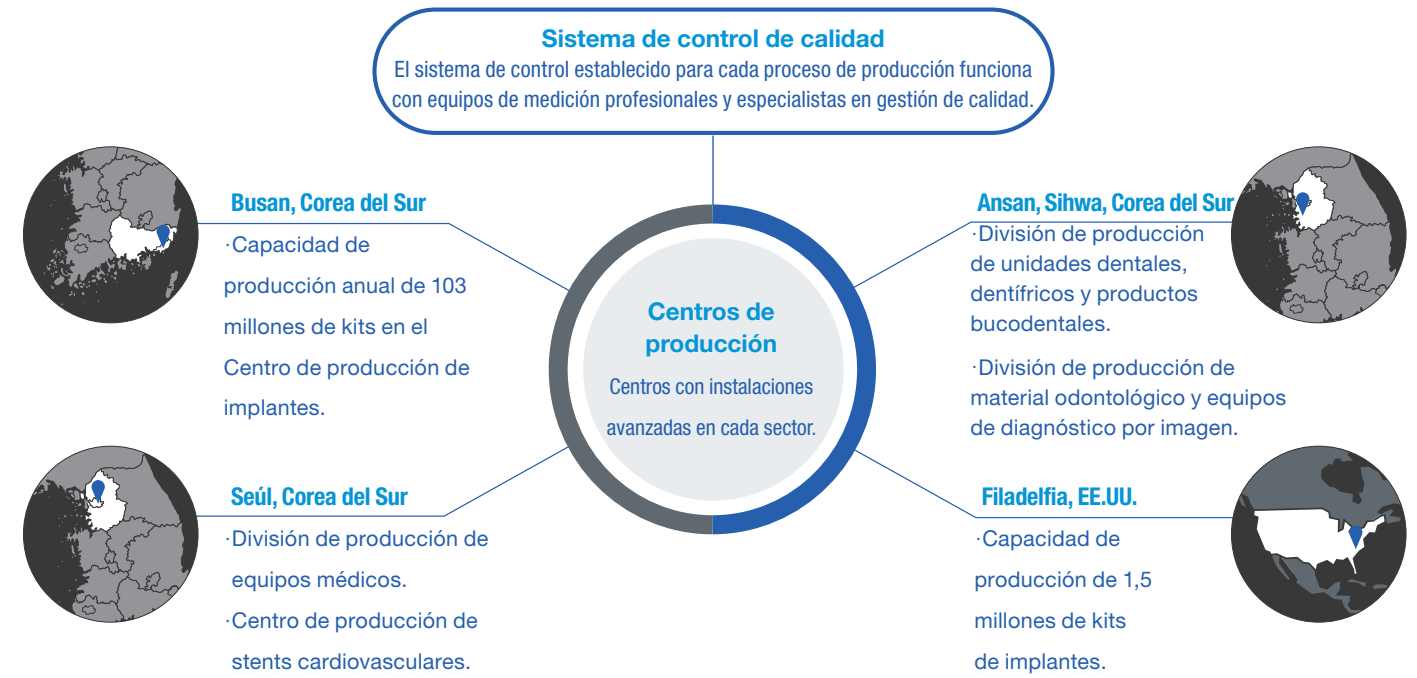 Sistema de control de calidad
El sistema de control establecido para cada proceso de producción funciona
con equipos de medición profesionales y especialistas en gestión de calidad.
Busan, Corea del Sur
·Capacidad de
producción anual de 103
millones de kits en el
Centro de producción de
implantes.
Ansan, Sihwa, Corea del Sur
·División de producción
de unidades dentales,
dentífricos y productos
bucodentales.
·División de producción de
material odontológico y equipos
de diagnóstico por imagen.
Centros de
producción
Centros con instalaciones
avanzadas en cada sector.
Seúl, Corea del Sur
·División de producción de
equipos médicos.
·Centro de producción de
stents cardiovasculares.
Filadelfia, EE.UU.
·Capacidad de
producción de 1,5
millones de kits
de implantes.